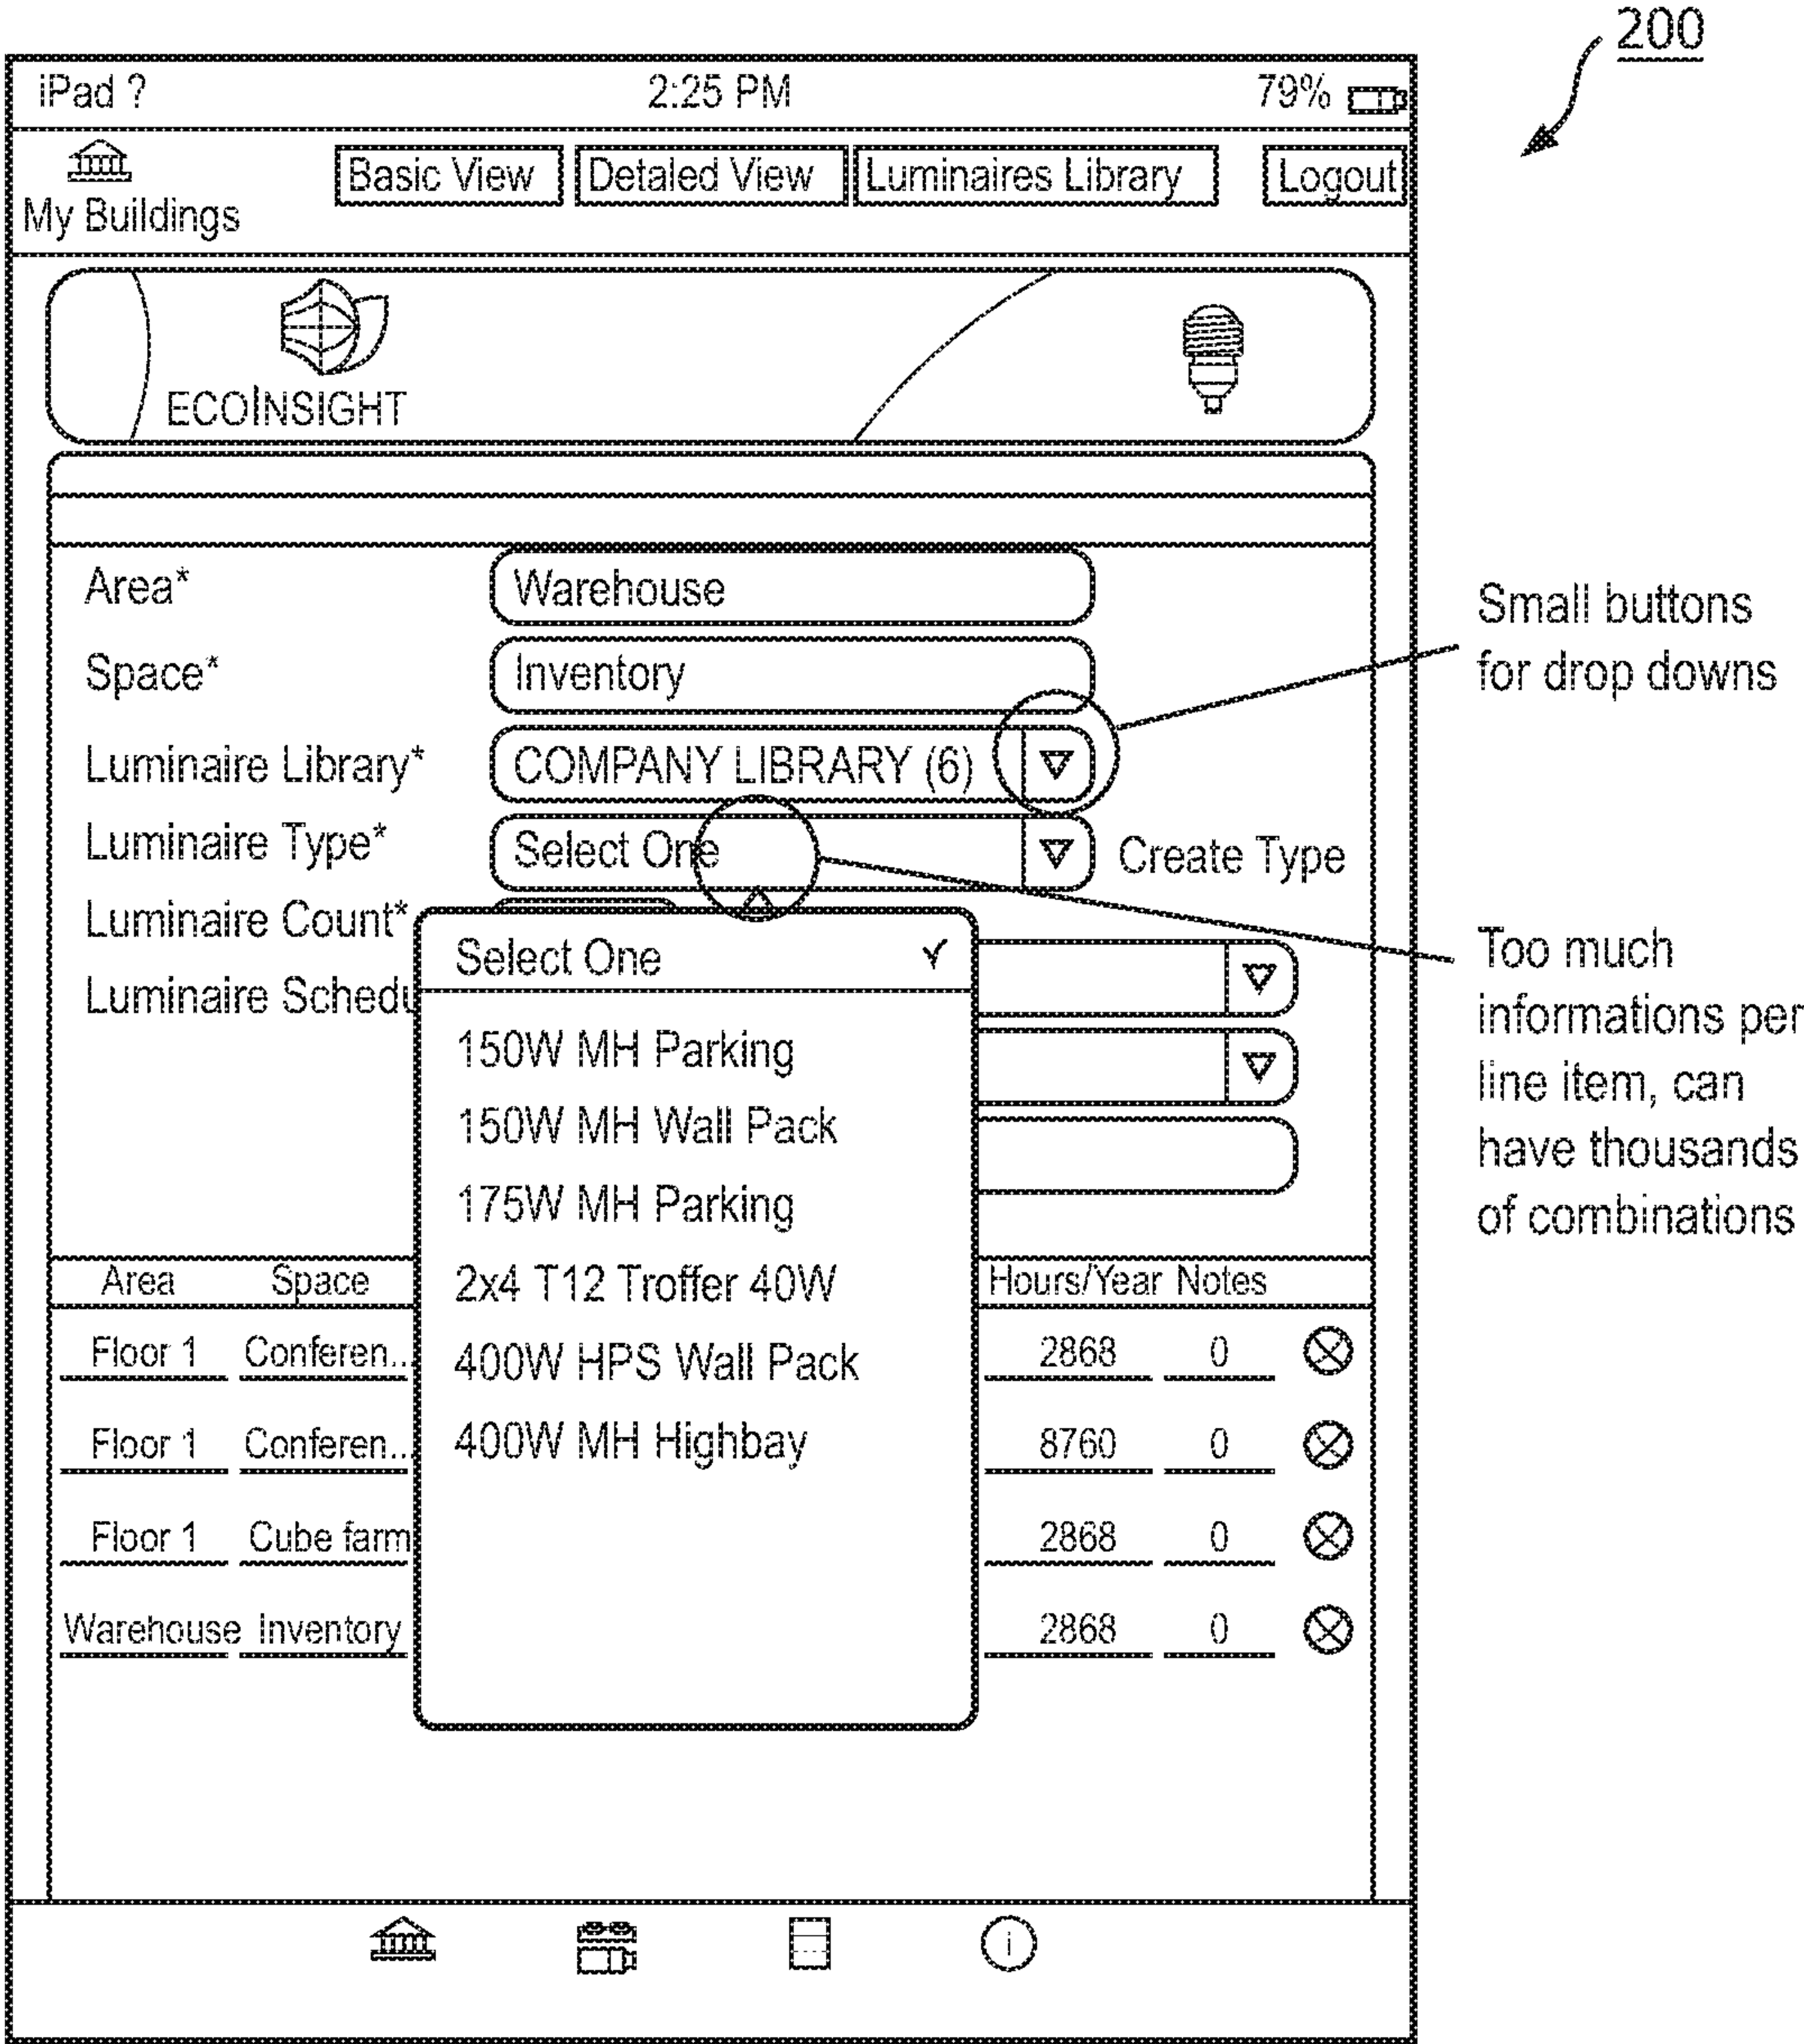 200
iPad ? 2:25 PM 79%
My Buildings Basic View Detaled View Luminaires Library Logout
ECOINSIGHT
Area* Warehouse
Space* Inventory
Luminaire Library* COMPANY LIBRARY (6)
Luminaire Type* Select One Create Type
Luminaire Count*
Luminaire Schedu
Select One
150W MH Parking
150W MH Wall Pack
175W MH Parking
2x4 T12 Troffer 40W
400W HPS Wall Pack
400W MH Highbay
Area Space Hours/Year Notes
Floor 1 Conferen... 2868 0
Floor 1 Conferen... 8760 0
Floor 1 Cube farm 2868 0
Warehouse Inventory 2868 0
i
Small buttons
for drop downs
Too much
informations per
line item, can
have thousands
of combinations